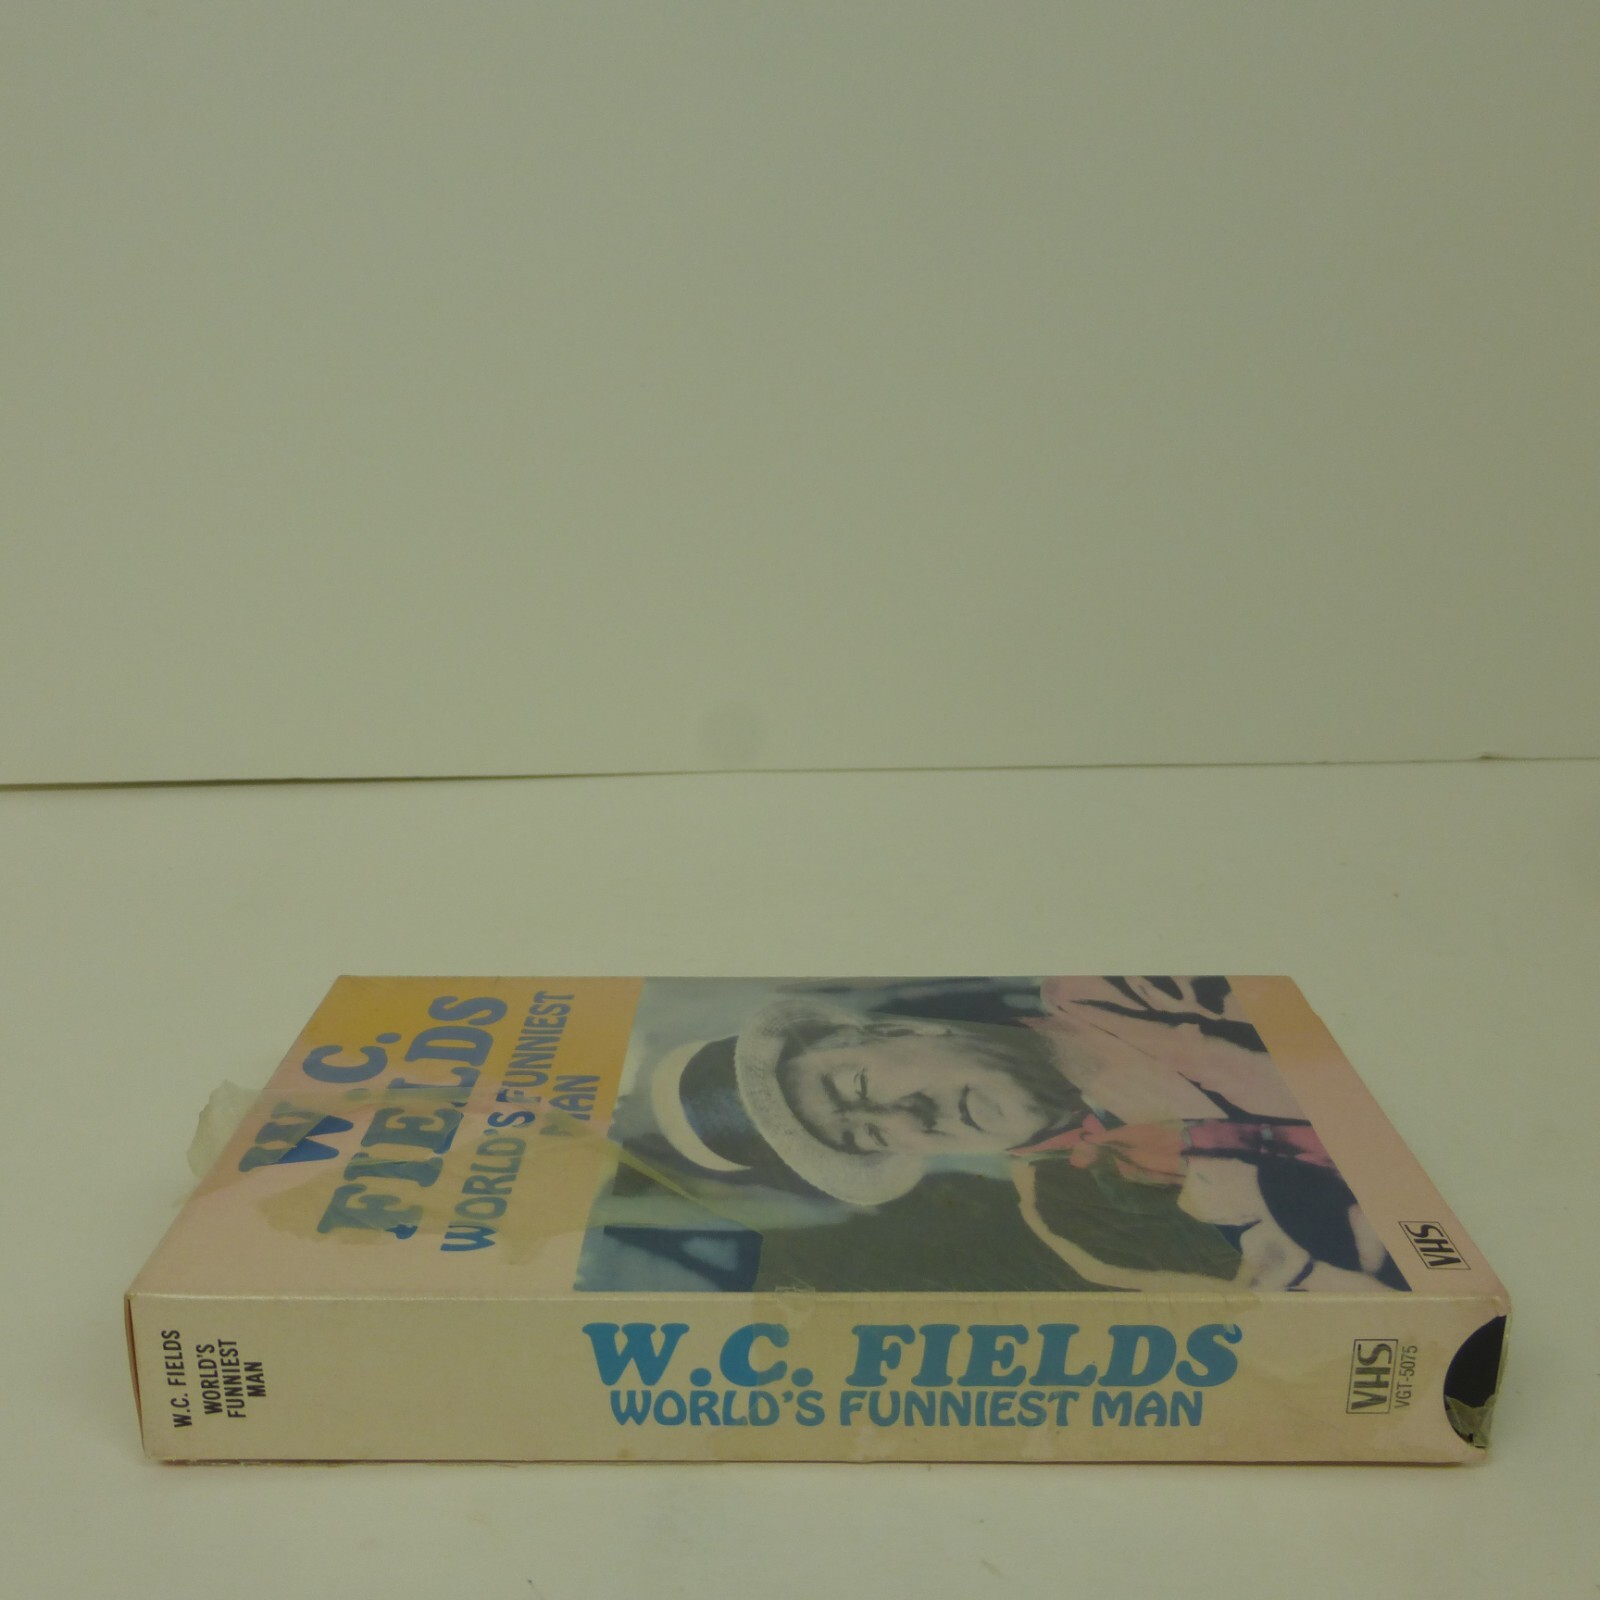 W.C.
FIELDS
WORLD'S FUNNIEST
MAN
VHS
W.C. FIELDS
WORLD'S
FUNNIEST
MAN
W.C. FIELDS
WORLD'S FUNNIEST MAN
VHS
VGT-5075